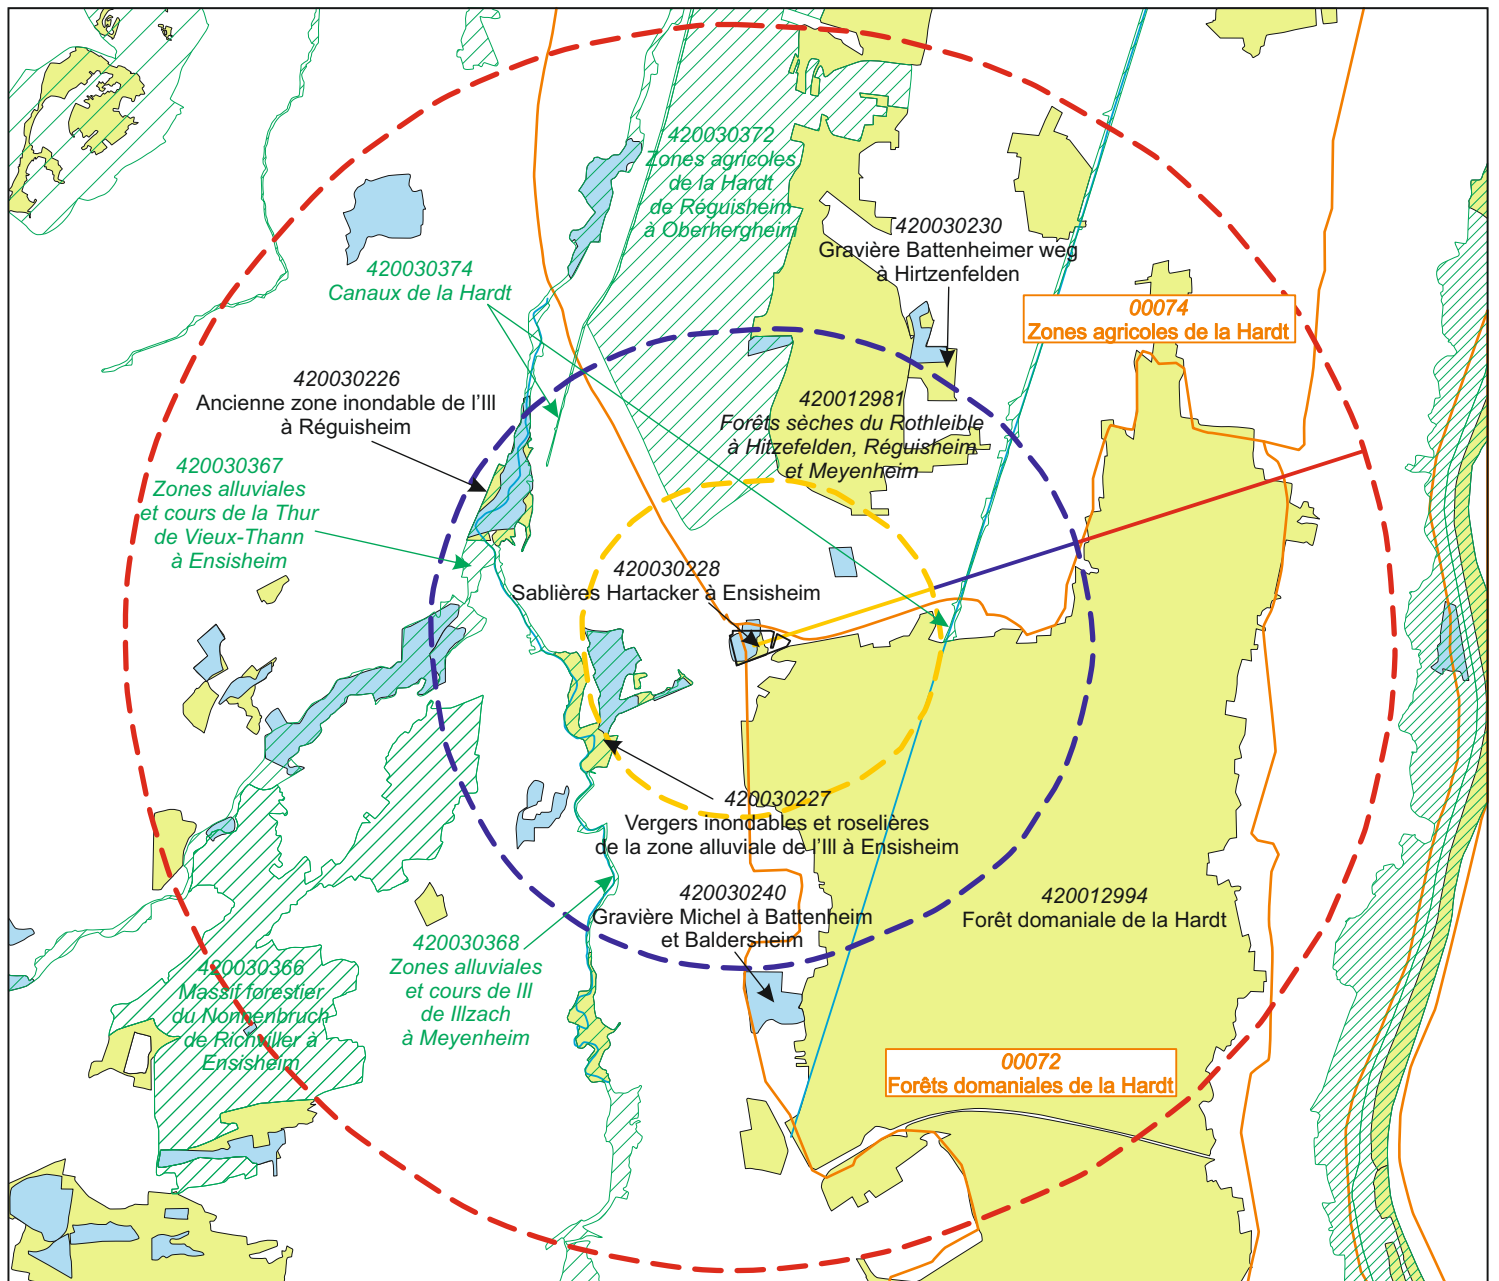 420030372
Zones agricoles
de la Hardt
de Réguisheim
à Oberhergheim
420030230
Gravière Battenheimer weg
à Hirtzenfelden
420030374
Canaux de la Hardt
00074
Zones agricoles de la Hardt
420030226
Ancienne zone inondable de l'Ill
à Réguisheim
420012981
Forêts sèches du Rothleible
à Hitzefelden, Réguisheim
et Meyenheim
420030367
Zones alluviales
et cours de la Thur
de Vieux-Thann
à Ensisheim
420030228
Sablières Hartacker à Ensisheim
420030227
Vergers inondables et roselières
de la zone alluviale de l'Ill à Ensisheim
420030240
Gravière Michel à Battenheim
et Baldersheim
420012994
Forêt domaniale de la Hardt
420030368
Zones alluviales
et cours de Ill
de Illzach
à Meyenheim
420030366
Massif forestier
du Nonnenbruch
de Richwiller à
Ensisheim
00072
Forêts domaniales de la Hardt